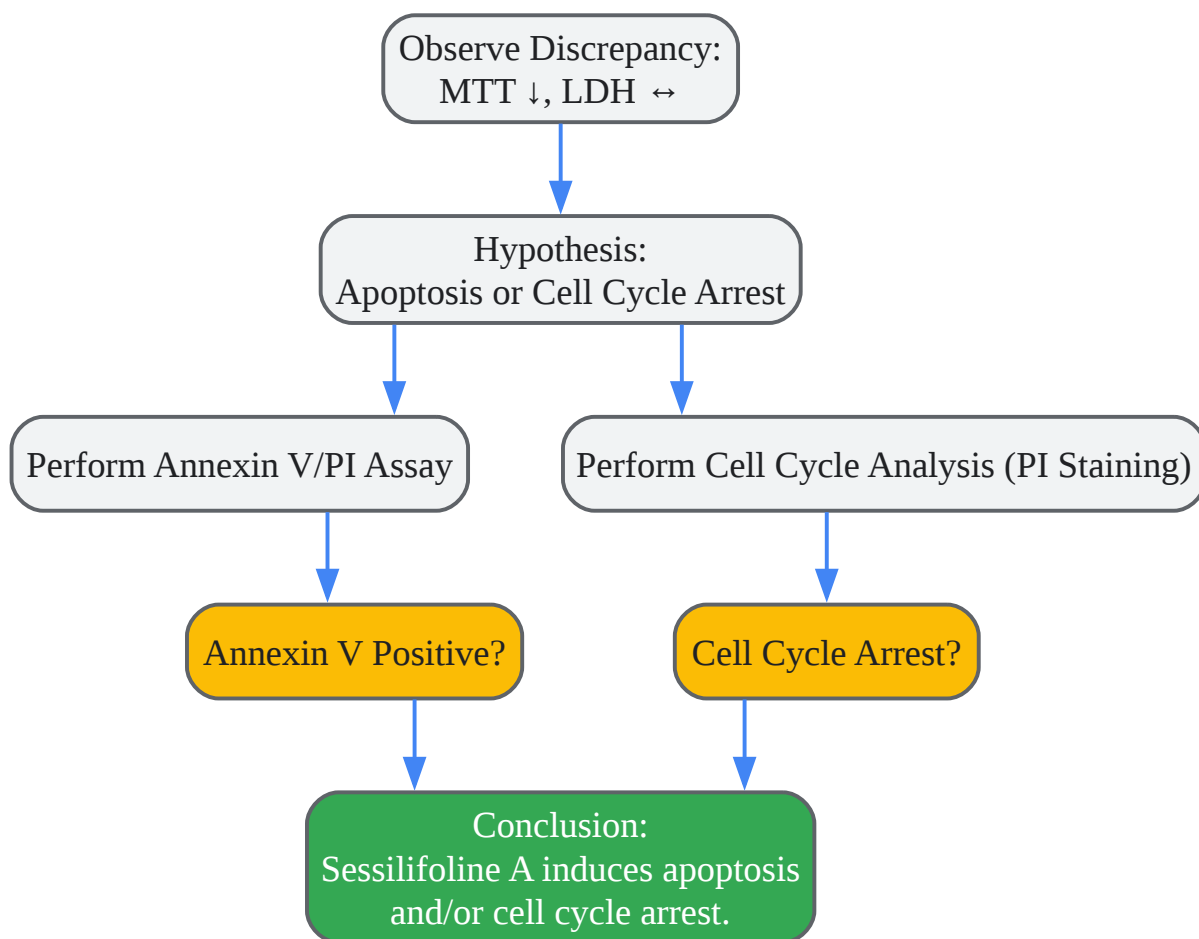 Observe Discrepancy:
MTT ↓, LDH ↔
Hypothesis:
Apoptosis or Cell Cycle Arrest
Perform Annexin V/PI Assay
Perform Cell Cycle Analysis (PI Staining)
Annexin V Positive?
Cell Cycle Arrest?
Conclusion:
Sessilifoline A induces apoptosis
and/or cell cycle arrest.